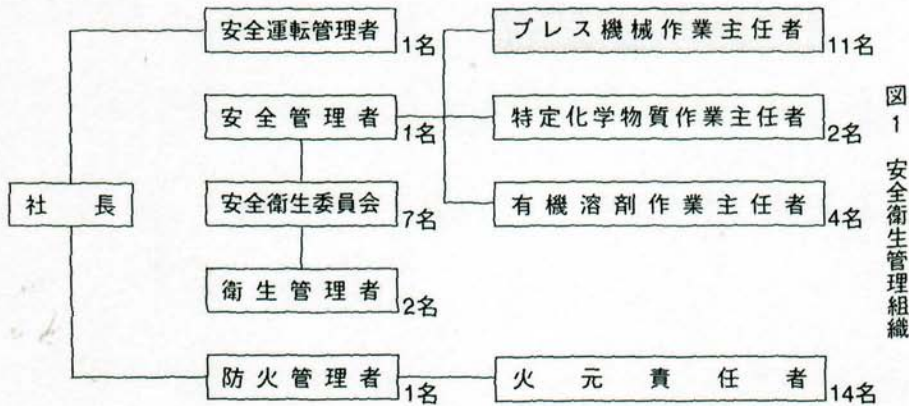 安全運転管理者 1名
プレス機械作業主任者 11名
安全管理者 1名
特定化学物質作業主任者 2名
社長
安全衛生委員会 7名
有機溶剤作業主任者 4名
衛生管理者 2名
防火管理者 1名
火元責任者 14名
図1 安全衛生管理組織